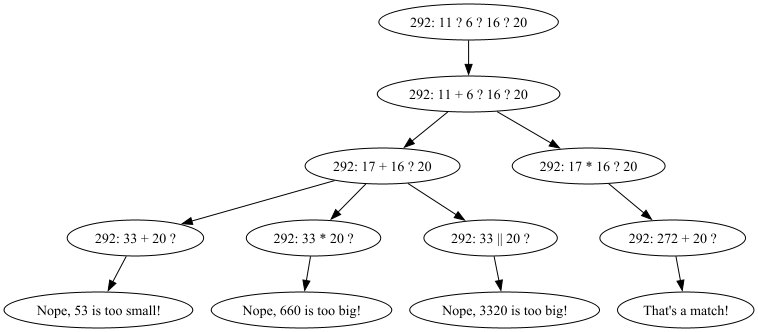 292: 11 ? 6 ? 16 ? 20
292: 11 + 6 ? 16 ? 20
292: 17 + 16 ? 20
292: 17 * 16 ? 20
292: 33 + 20 ?
292: 33 * 20 ?
292: 33 || 20 ?
292: 272 + 20 ?
Nope, 53 is too small!
Nope, 660 is too big!
Nope, 3320 is too big!
That's a match!